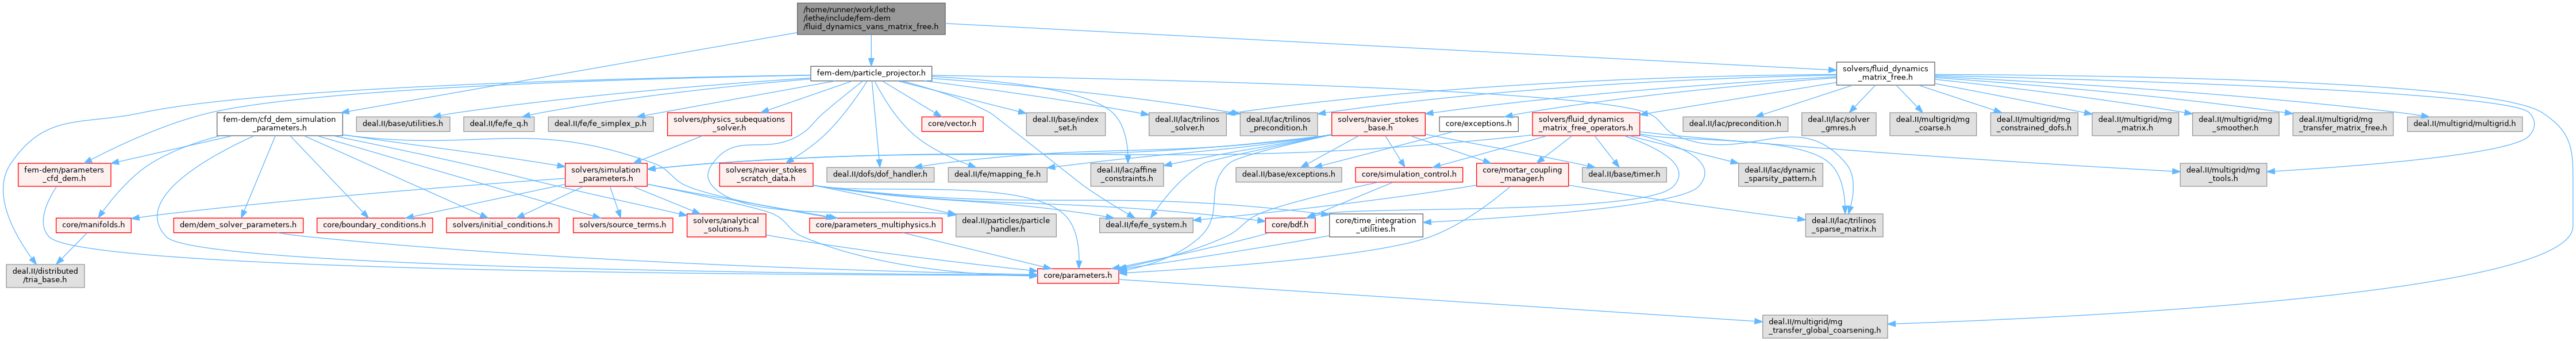 /home/runner/work/lethe
/lethe/include/fem-dem
/fluid_dynamics_vans_matrix_free.h
fem-dem/particle_projector.h
solvers/fluid_dynamics
_matrix_free.h
fem-dem/cfd_dem_simulation
_parameters.h
deal.II/base/utilities.h
deal.II/fe/fe_q.h
deal.II/fe/fe_simplex_p.h
solvers/physics_subequations
_solver.h
core/vector.h
deal.II/base/index
_set.h
deal.II/lac/trilinos
_solver.h
deal.II/lac/trilinos
_precondition.h
solvers/navier_stokes
_base.h
core/exceptions.h
solvers/fluid_dynamics
_matrix_free_operators.h
deal.II/lac/precondition.h
deal.II/lac/solver
_gmres.h
deal.II/multigrid/mg
_coarse.h
deal.II/multigrid/mg
_constrained_dofs.h
deal.II/multigrid/mg
_matrix.h
deal.II/multigrid/mg
_smoother.h
deal.II/multigrid/mg
_transfer_matrix_free.h
deal.II/multigrid/multigrid.h
fem-dem/parameters
_cfd_dem.h
solvers/simulation
_parameters.h
solvers/navier_stokes
_scratch_data.h
deal.II/dofs/dof_handler.h
deal.II/fe/mapping_fe.h
deal.II/lac/affine
_constraints.h
deal.II/base/exceptions.h
core/simulation_control.h
core/mortar_coupling
_manager.h
deal.II/base/timer.h
deal.II/lac/dynamic
_sparsity_pattern.h
deal.II/multigrid/mg
_tools.h
core/manifolds.h
dem/dem_solver_parameters.h
core/boundary_conditions.h
solvers/initial_conditions.h
solvers/source_terms.h
solvers/analytical
_solutions.h
core/parameters_multiphysics.h
deal.II/particles/particle
_handler.h
deal.II/fe/fe_system.h
core/bdf.h
core/time_integration
_utilities.h
deal.II/lac/trilinos
_sparse_matrix.h
deal.II/distributed
/tria_base.h
core/parameters.h
deal.II/multigrid/mg
_transfer_global_coarsening.h